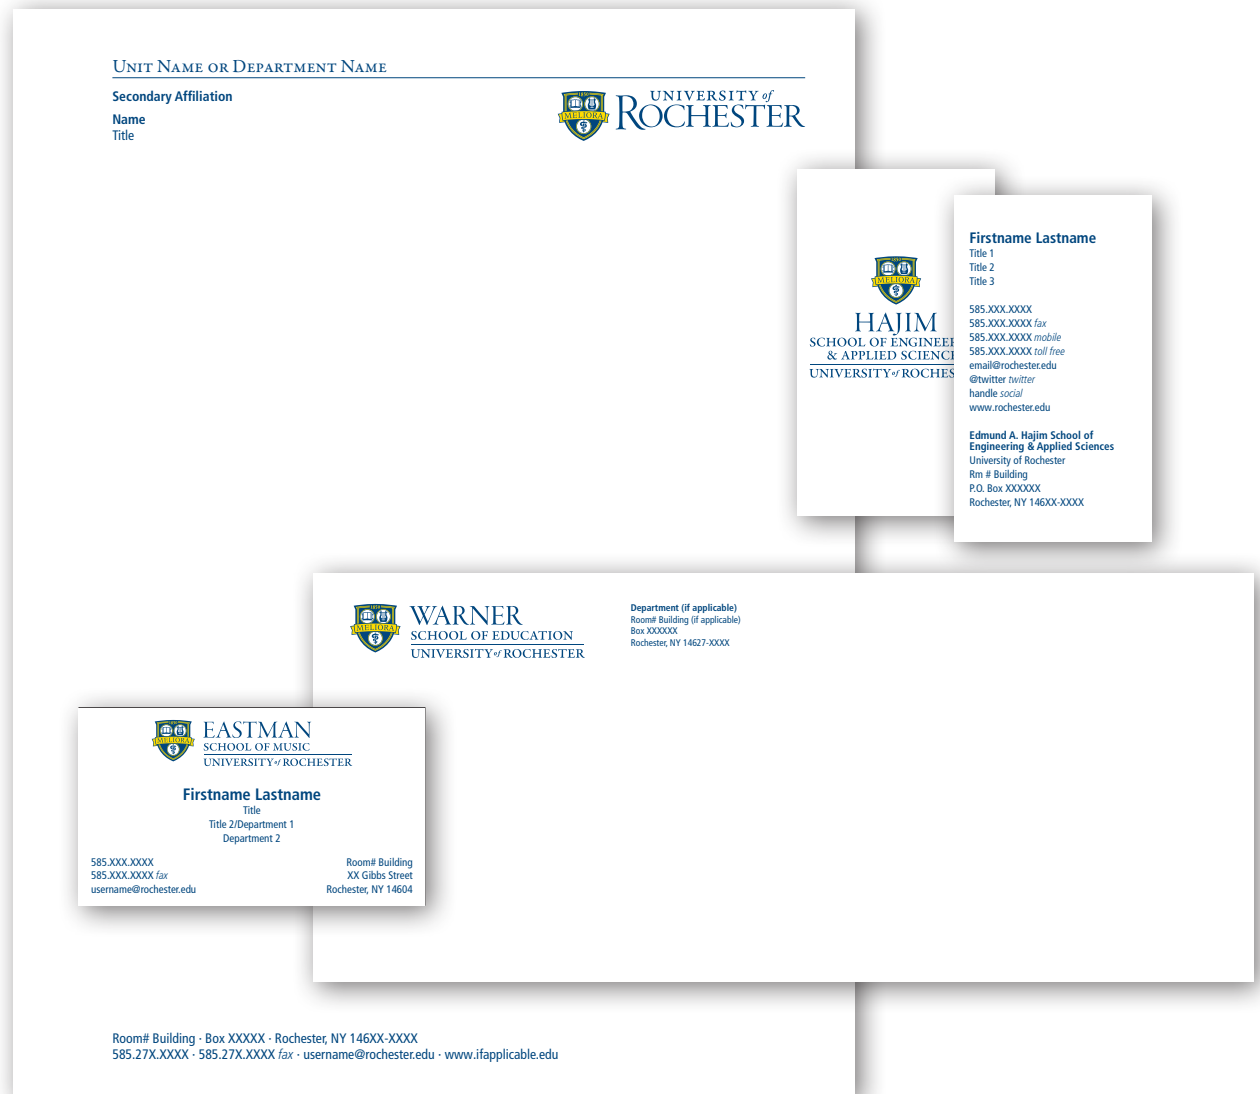 Unit Name or Department Name
Secondary Affiliation
Name
Title
MELIORA
UNIVERSITY of
ROCHESTER
1850
MELIORA
HAJIM
SCHOOL OF ENGINEER
& APPLIED SCIENC
UNIVERSITY of ROCHES
Firstname Lastname
Title 1
Title 2
Title 3
585.XXX.XXXX
585.XXX.XXXX fax
585.XXX.XXXX mobile
585.XXX.XXXX toll free
email@rochester.edu
@twitter twitter
handle social
www.rochester.edu
Edmund A. Hajim School of
Engineering & Applied Sciences
University of Rochester
Rm # Building
P.O. Box XXXXXX
Rochester, NY 146XX-XXXX
1850
MELIORA
WARNER
SCHOOL OF EDUCATION
UNIVERSITY of ROCHESTER
Department (if applicable)
Room# Building (if applicable)
Box XXXXXX
Rochester, NY 14627-XXXX
MELIORA
EASTMAN
SCHOOL OF MUSIC
UNIVERSITY of ROCHESTER
Firstname Lastname
Title
Title 2/Department 1
Department 2
585.XXX.XXXX
585.XXX.XXXX fax
username@rochester.edu
Room# Building
XX Gibbs Street
Rochester, NY 14604
Room# Building · Box XXXXX · Rochester, NY 146XX-XXXX
585.27X.XXXX · 585.27X.XXXX fax · username@rochester.edu · www.ifapplicable.edu